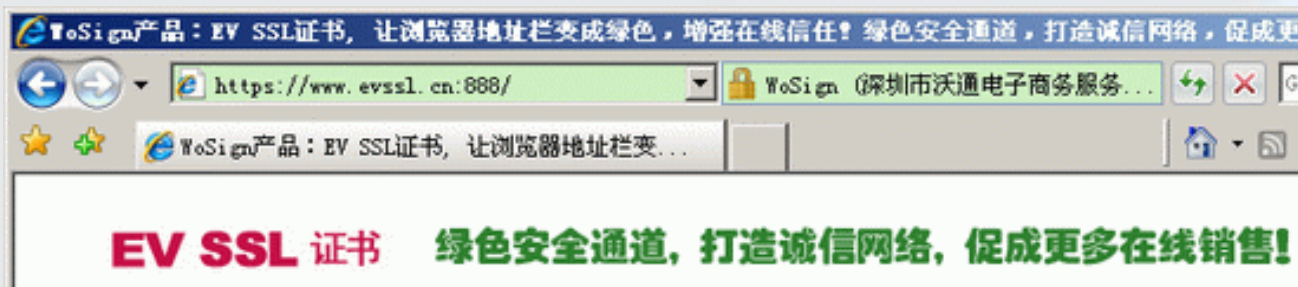 WoSign产品：EV SSL证书，让浏览器地址栏变成绿色，增强在线信任！绿色安全通道，打造诚信网络，促成更
https://www.evssl.cn:888/ WoSign (深圳市沃通电子商务服务...
WoSign产品：EV SSL证书，让浏览器地址栏变...
EV SSL 证书 绿色安全通道，打造诚信网络，促成更多在线销售！